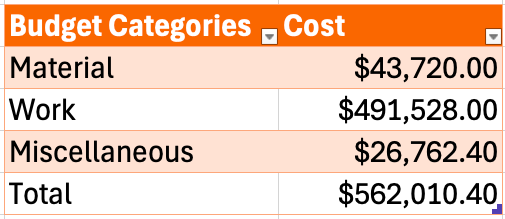 Budget Categories Cost
Material $43,720.00
Work $491,528.00
Miscellaneous $26,762.40
Total $562,010.40